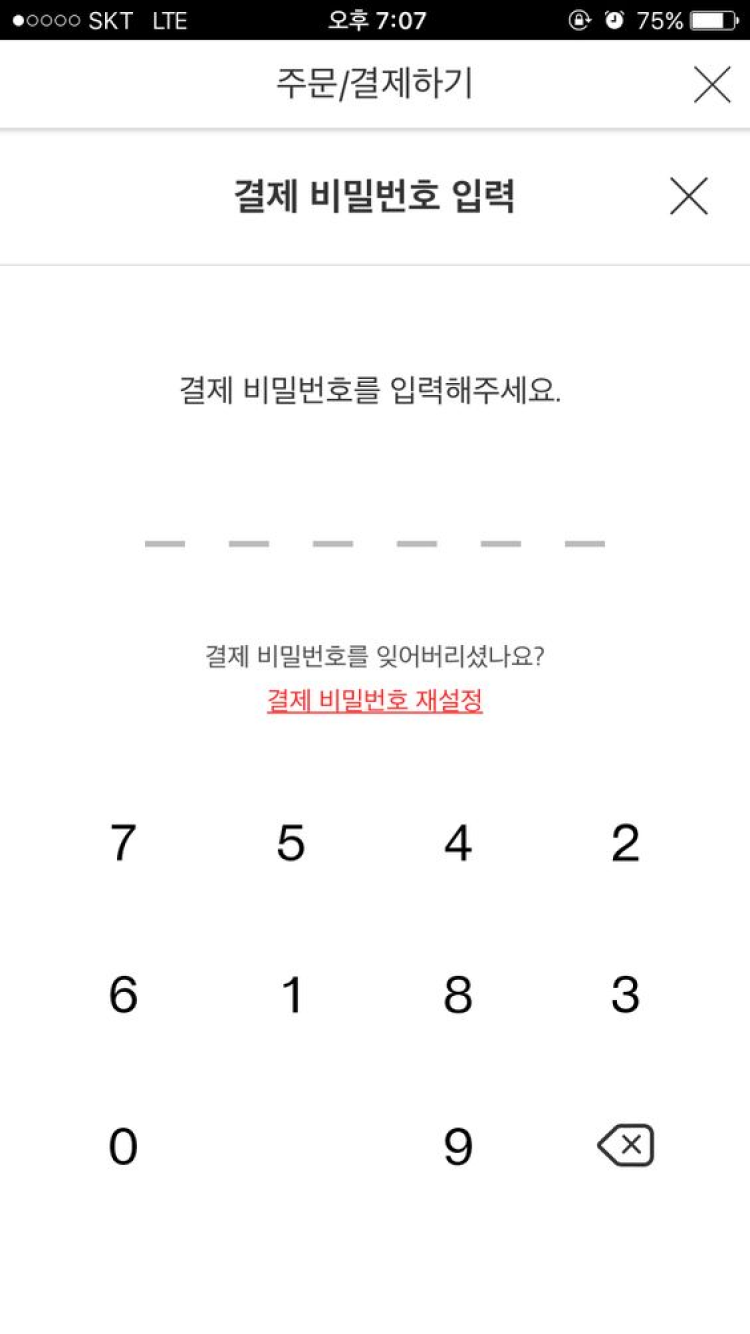 SKT LTE 오후 7:07 75%
주문/결제하기
결제 비밀번호 입력
결제 비밀번호를 입력해주세요.
결제 비밀번호를 잊어버리셨나요?
결제 비밀번호 재설정
7 5 4 2
6 1 8 3
0 9